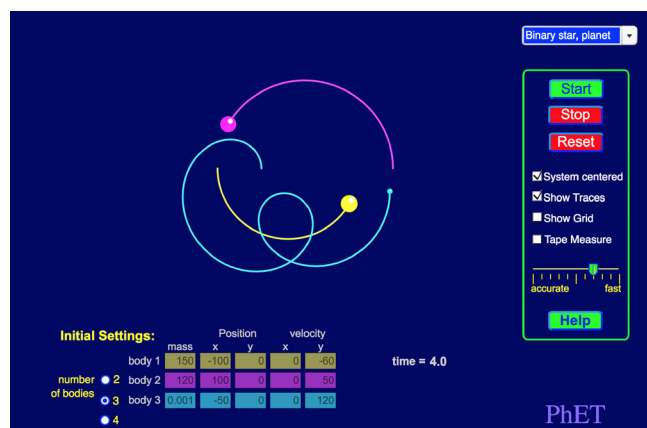 Binary star, planet
Start
Stop
Reset
System centered
Show Traces
Show Grid
Tape Measure
accurate fast
Help
Initial Settings:
Position velocity
mass x y x y
body 1 150 -100 0 0 -60
number of bodies
2
body 2 120 100 0 0 50
3
body 3 0.001 -50 0 0 120
4
time = 4.0
PhET